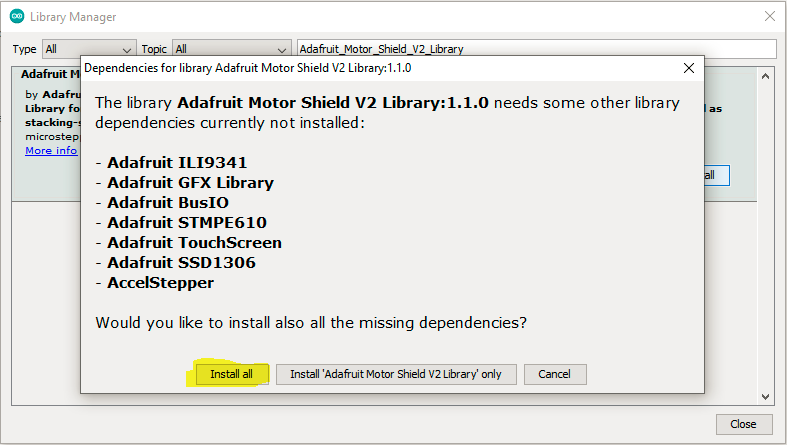 Library Manager
Type All Topic All Adafruit_Motor_Shield_V2_Library
Dependencies for library Adafruit Motor Shield V2 Library:1.1.0
Adafruit M
by Adafru
Library fo
as
stacking-s
microstepp
More info
The library Adafruit Motor Shield V2 Library:1.1.0 needs some other library
dependencies currently not installed:
- Adafruit ILI9341
- Adafruit GFX Library
- Adafruit BusIO
- Adafruit STMPE610
- Adafruit TouchScreen
- Adafruit SSD1306
- AccelStepper
all
Would you like to install also all the missing dependencies?
Install all Install 'Adafruit Motor Shield V2 Library' only Cancel
Close